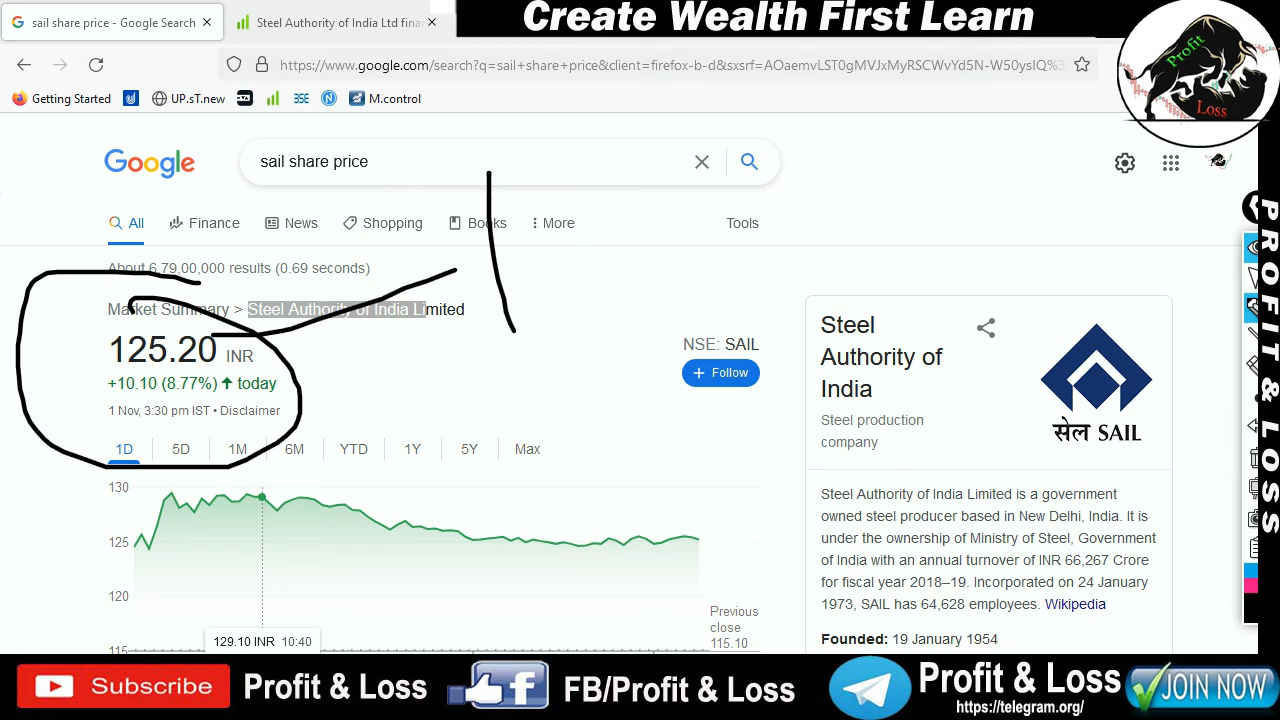 Create Wealth First Learn
sail share price - Google Search
Steel Authority of India Ltd finan
https://www.google.com/search?q=sail+share+price&client=firefox-b-d&sxsrf=AOaemvLST0gMVJxMyRSCWvYd5N-W50ysIQ%3
Getting Started
UP.sT.new
M.control
Profit
Loss
Google
sail share price
All
Finance
News
Shopping
Books
More
Tools
About 6,79,00,000 results (0.69 seconds)
Market Summary > Steel Authority of India Limited
125.20 INR
+10.10 (8.77%) today
1 Nov, 3:30 pm IST • Disclaimer
NSE: SAIL
+ Follow
1D
5D
1M
6M
YTD
1Y
5Y
Max
130
125
120
115
129.10 INR 10:40
Previous
close
115.10
Steel
Authority of
India
Steel production
company
सेल SAIL
Steel Authority of India Limited is a government
owned steel producer based in New Delhi, India. It is
under the ownership of Ministry of Steel, Government
of India with an annual turnover of INR 66,267 Crore
for fiscal year 2018–19. Incorporated on 24 January
1973, SAIL has 64,628 employees. Wikipedia
Founded: 19 January 1954
PROFIT & LOSS
Subscribe
Profit & Loss
f
FB/Profit & Loss
Profit & Loss
https://telegram.org/
JOIN NOW